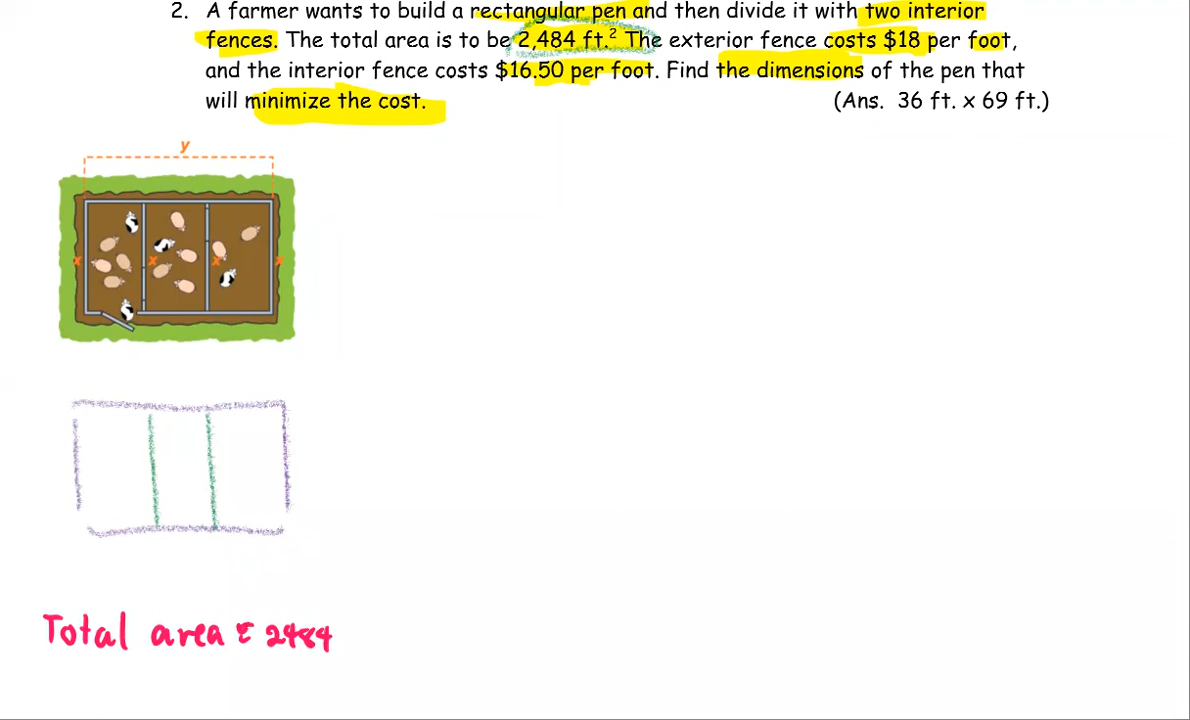 2. A farmer wants to build a rectangular pen and then divide it with two interior
fences. The total area is to be 2,484 ft.² The exterior fence costs $18 per foot,
and the interior fence costs $16.50 per foot. Find the dimensions of the pen that
will minimize the cost. (Ans. 36 ft. x 69 ft.)
y
x x x x
Total area = 2484